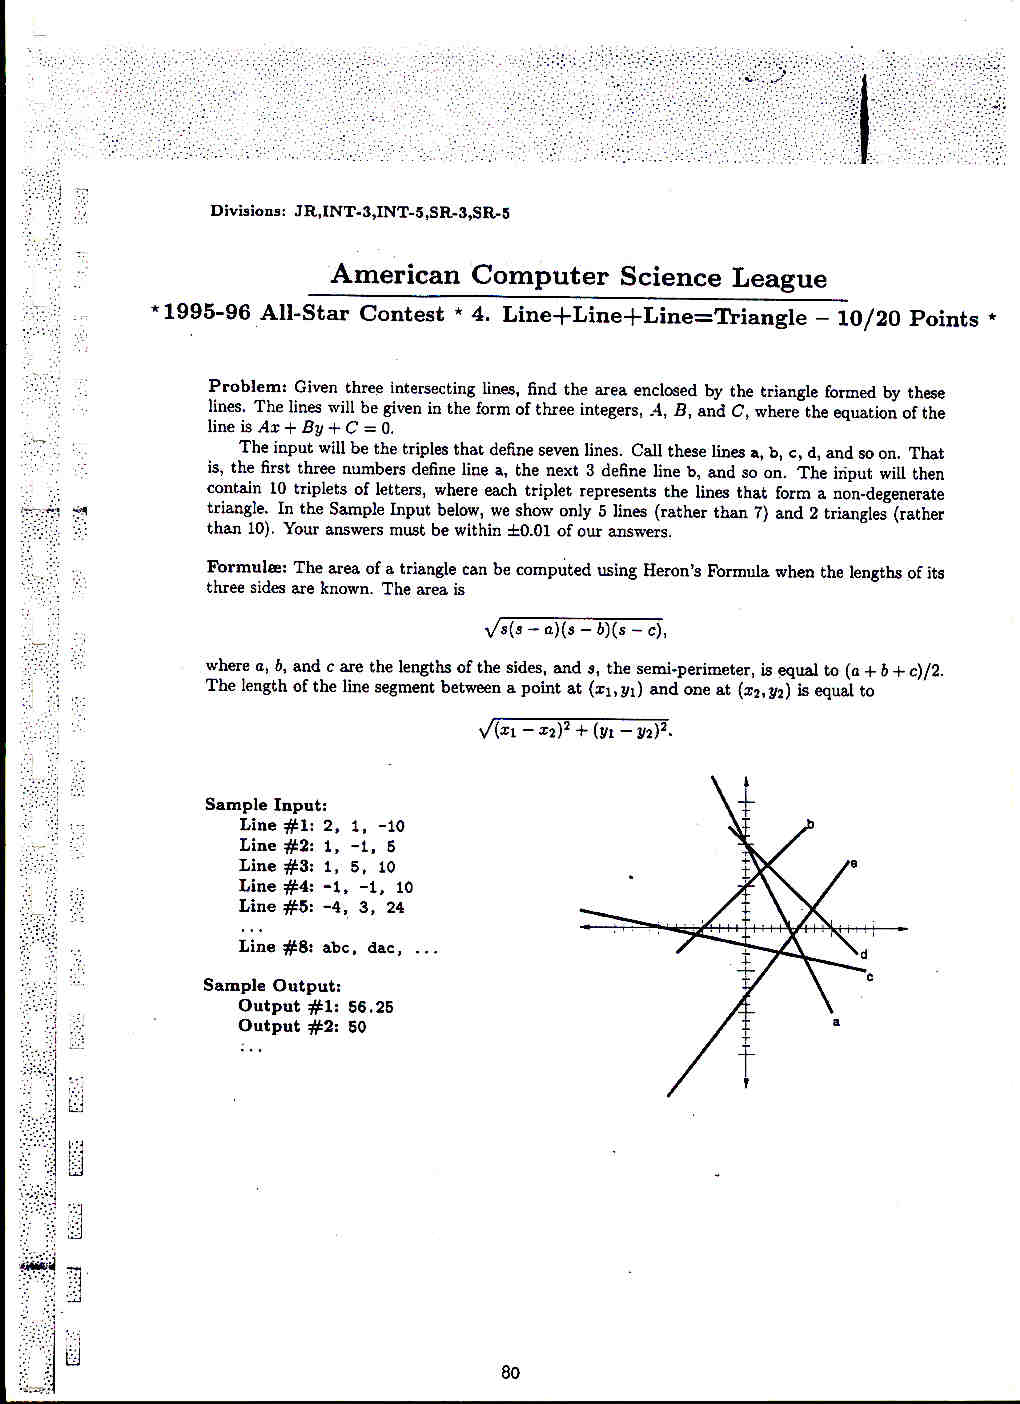 Divisions: JR,INT-3,INT-5,SR-3,SR-5
American Computer Science League
*1995-96 All-Star Contest * 4. Line+Line+Line=Triangle – 10/20 Points *
Problem: Given three intersecting lines, find the area enclosed by the triangle formed by these
lines. The lines will be given in the form of three integers, A, B, and C, where the equation of the
line is Ax + By + C = 0.
The input will be the triples that define seven lines. Call these lines a, b, c, d, and so on. That
is, the first three numbers define line a, the next 3 define line b, and so on. The input will then
contain 10 triplets of letters, where each triplet represents the lines that form a non-degenerate
triangle. In the Sample Input below, we show only 5 lines (rather than 7) and 2 triangles (rather
than 10). Your answers must be within ±0.01 of our answers.
Formulæ: The area of a triangle can be computed using Heron's Formula when the lengths of its
three sides are known. The area is
√s(s − a)(s − b)(s − c),
where a, b, and c are the lengths of the sides, and s, the semi-perimeter, is equal to (a + b + c)/2.
The length of the line segment between a point at (x₁, y₁) and one at (x₂, y₂) is equal to
√(x₁ − x₂)² + (y₁ − y₂)².
Sample Input:
Line #1: 2, 1, -10
Line #2: 1, -1, 5
Line #3: 1, 5, 10
Line #4: -1, -1, 10
Line #5: -4, 3, 24
...
Line #8: abc, dac, ...
Sample Output:
Output #1: 56.25
Output #2: 50
...
b
e
d
c
a
80